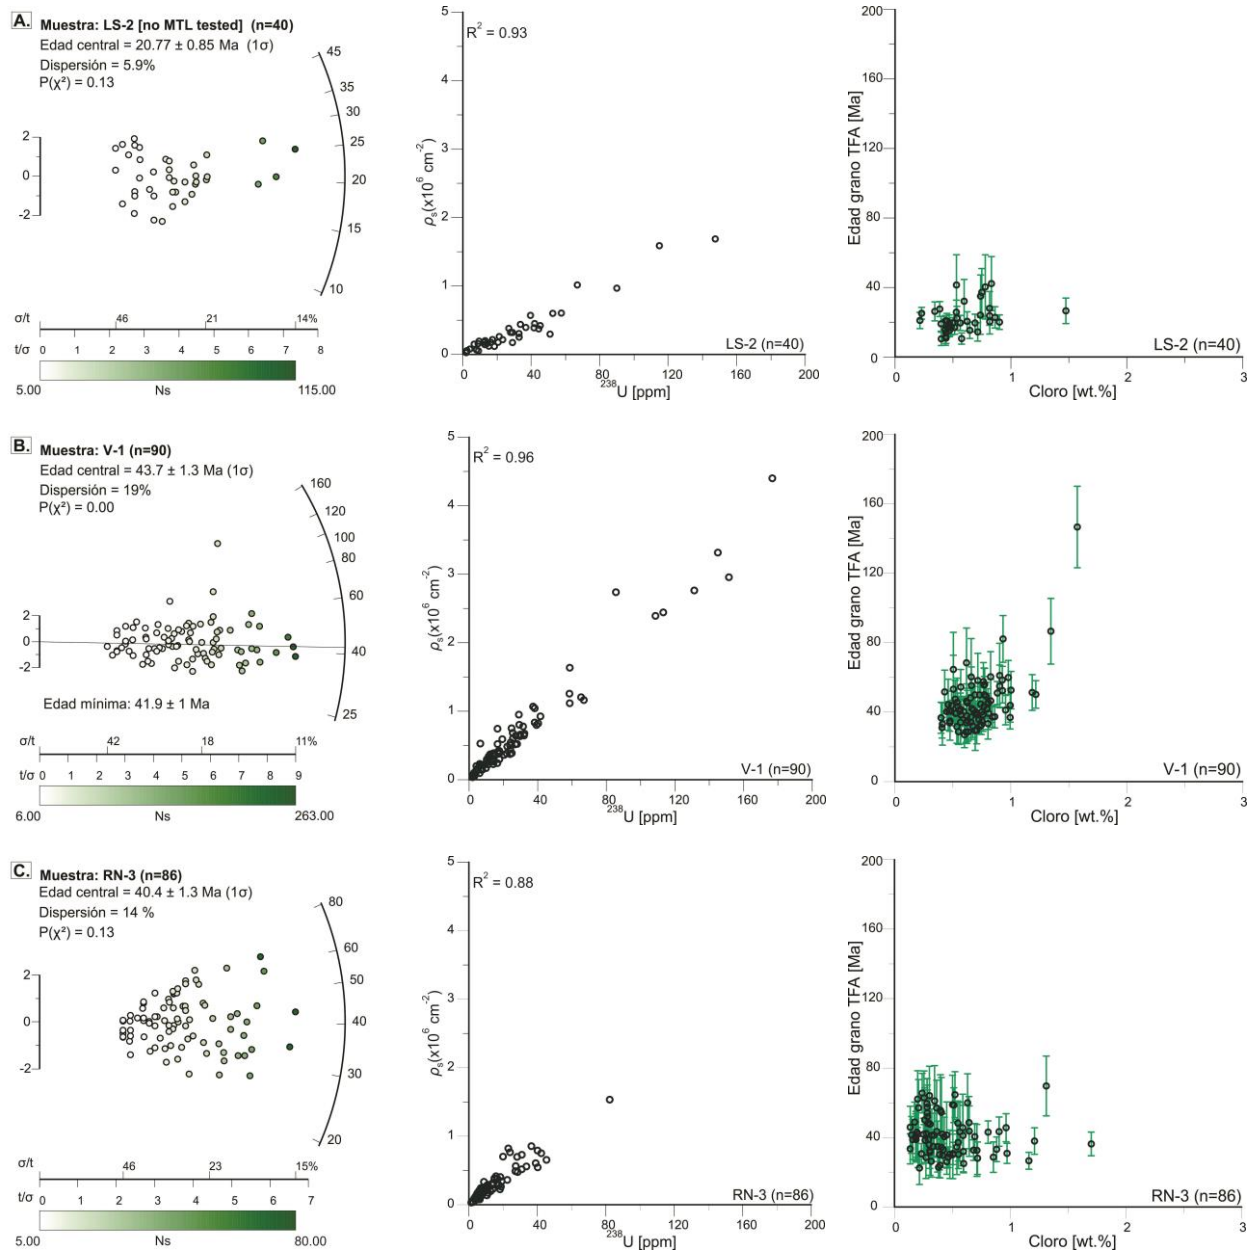 A. Muestra: LS-2 [no MTL tested] (n=40)
Edad central = 20.77 ± 0.85 Ma (1σ)
Dispersión = 5.9%
P(χ²) = 0.13
45
35
30
25
20
15
10
2
0
-2
σ/t 46 21 14%
t/σ 0 1 2 3 4 5 6 7 8
5.00 Ns 115.00
R² = 0.93
5
4
3
2
1
0
ρs(x10⁶ cm⁻²)
0 40 80 120 160 200
²³⁸U [ppm]
LS-2 (n=40)
200
160
120
80
40
0
Edad grano TFA [Ma]
0 1 2 3
Cloro [wt.%]
LS-2 (n=40)
B. Muestra: V-1 (n=90)
Edad central = 43.7 ± 1.3 Ma (1σ)
Dispersión = 19%
P(χ²) = 0.00
160
120
100
80
60
40
25
2
0
-2
Edad mínima: 41.9 ± 1 Ma
σ/t 42 18 11%
t/σ 0 1 2 3 4 5 6 7 8 9
6.00 Ns 263.00
R² = 0.96
5
4
3
2
1
0
ρs(x10⁶ cm⁻²)
0 40 80 120 160 200
²³⁸U [ppm]
V-1 (n=90)
200
160
120
80
40
0
Edad grano TFA [Ma]
0 1 2 3
Cloro [wt.%]
V-1 (n=90)
C. Muestra: RN-3 (n=86)
Edad central = 40.4 ± 1.3 Ma (1σ)
Dispersión = 14 %
P(χ²) = 0.13
80
60
50
40
30
20
2
0
-2
σ/t 46 23 15%
t/σ 0 1 2 3 4 5 6 7
5.00 Ns 80.00
R² = 0.88
5
4
3
2
1
0
ρs(x10⁶ cm⁻²)
0 40 80 120 160 200
²³⁸U [ppm]
RN-3 (n=86)
200
160
120
80
40
0
Edad grano TFA [Ma]
0 1 2 3
Cloro [wt.%]
RN-3 (n=86)